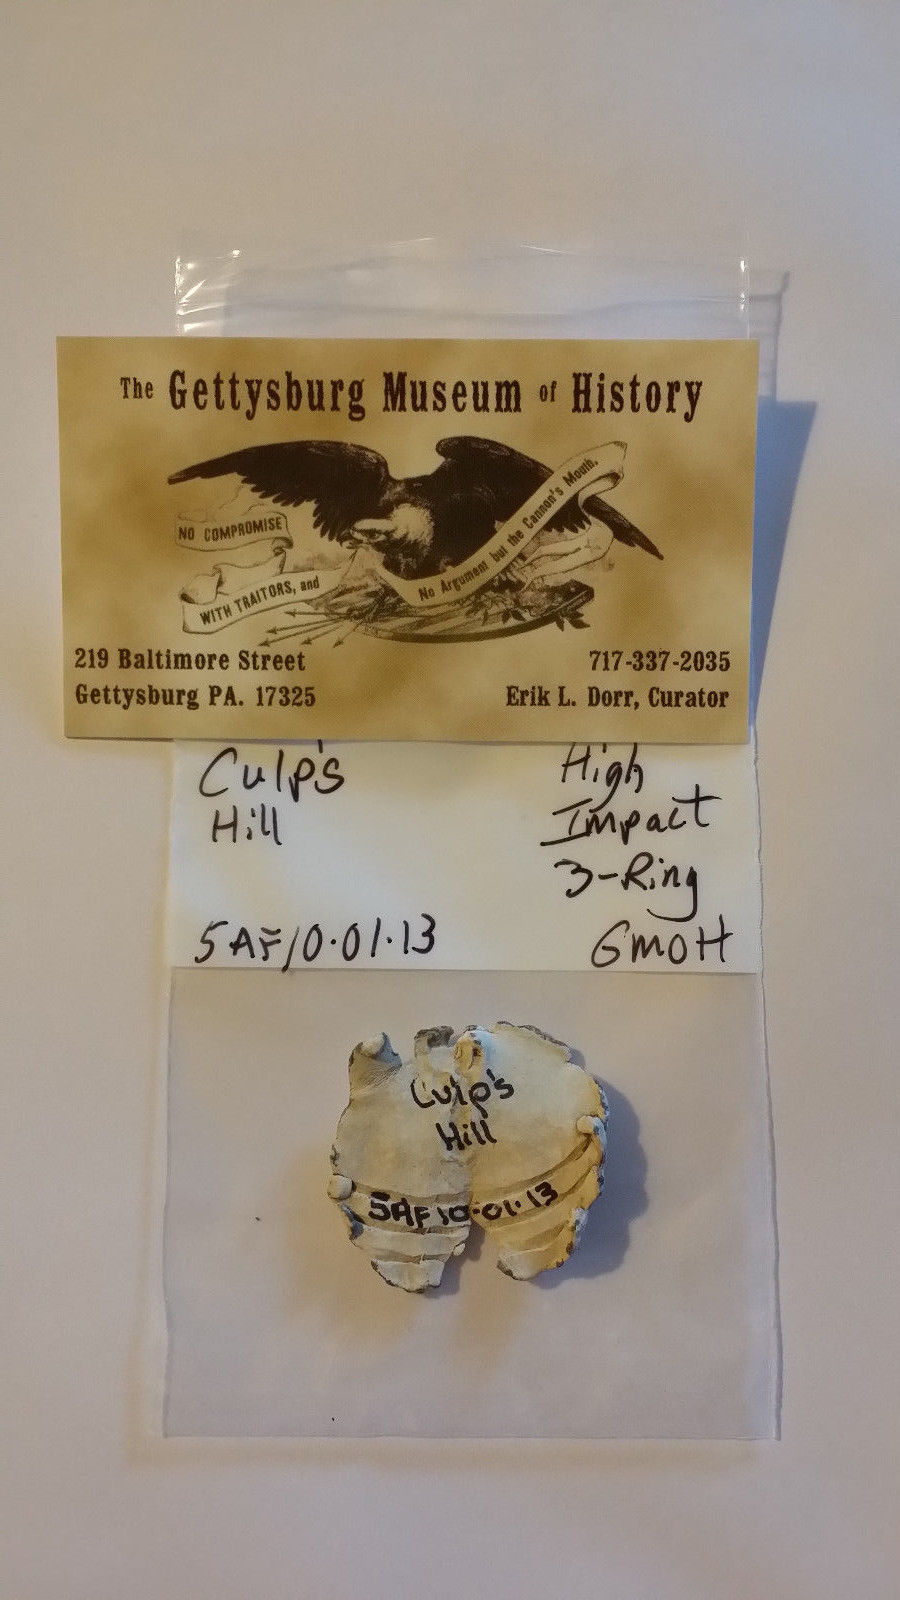 The Gettysburg Museum of History
NO COMPROMISE
WITH TRAITORS, and
No Argument but the Cannon's Mouth.
219 Baltimore Street
Gettysburg PA. 17325
717-337-2035
Erik L. Dorr, Curator
Culp's
Hill
5AF10.01.13
High
Impact
3-Ring
GMOH
Culp's
Hill
5AF10.01.13